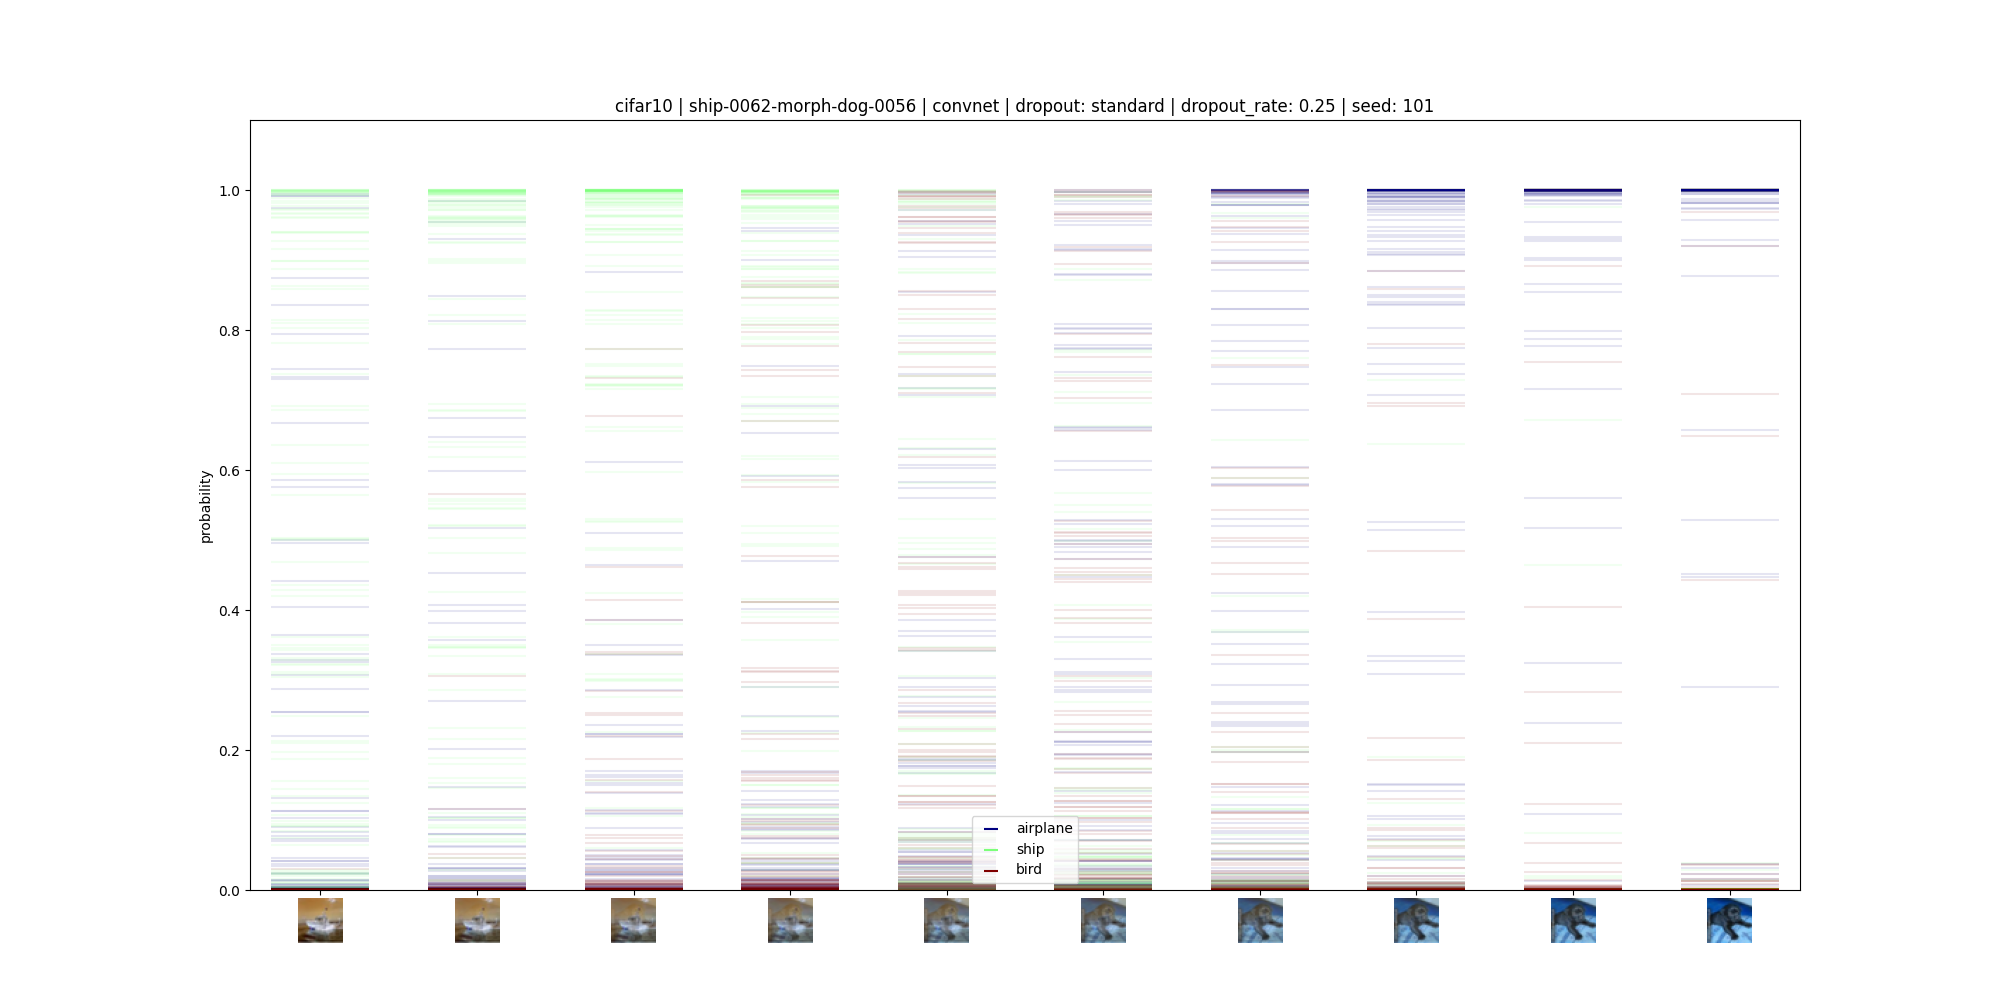 cifar10 | ship-0062-morph-dog-0056 | convnet | dropout: standard | dropout_rate: 0.25 | seed: 101
1.0
0.8
0.6
0.4
0.2
0.0
probability
airplane
ship
bird